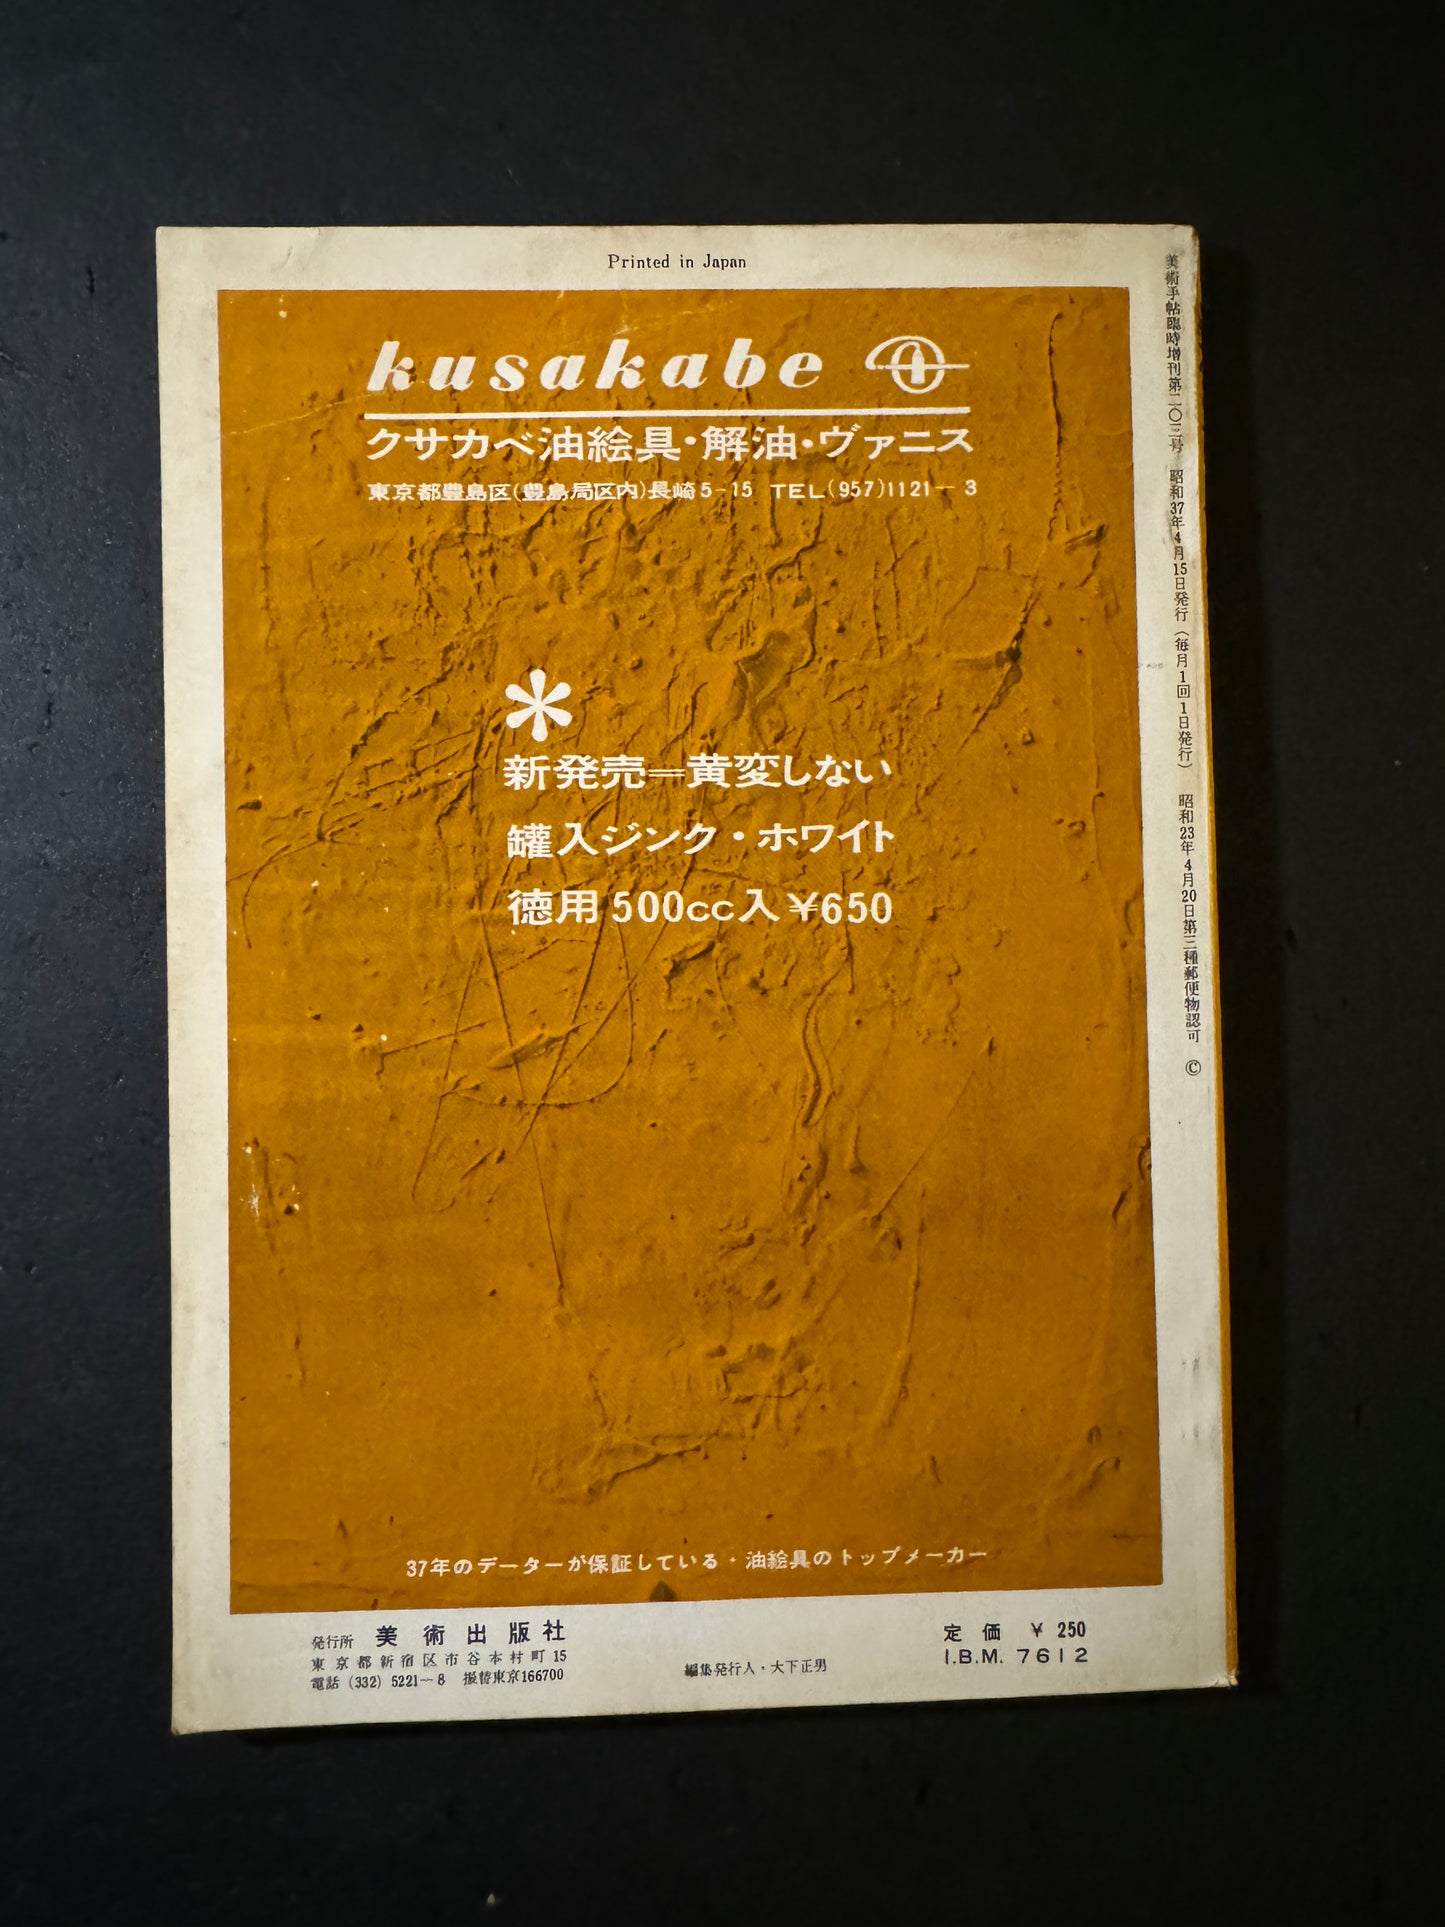 Printed in Japan
kusakabe
クサカベ油絵具・解油・ヴァニス
東京都豊島区(豊島局区内)長崎5-15 TEL(957)1121-3
新発売=黄変しない
罐入ジンク・ホワイト
徳用500cc入¥650
37年のデーターが保証している・油絵具のトップメーカー
発行所 美術出版社
東京都新宿区市谷本村町15
電話(332)5221-8 振替東京166700
編集発行人・大下正男
定価 ¥250
I.B.M. 7612
美術手帖臨時増刊第二〇三号 昭和37年4月15日発行(毎月1回1日発行) 昭和23年4月20日第三種郵便物認可 ©